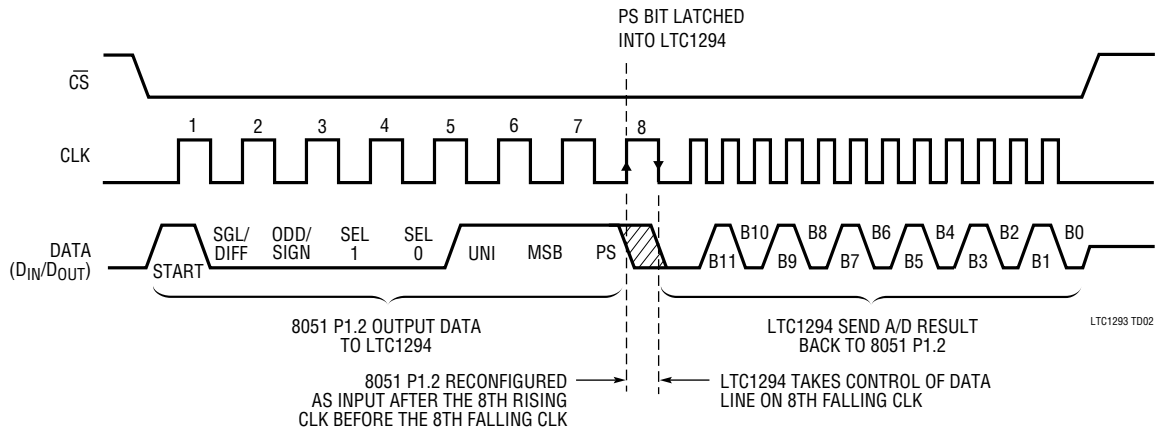 PS BIT LATCHED
INTO LTC1294
CS
1 2 3 4 5 6 7 8
CLK
DATA
(DIN/DOUT)
START
SGL/
DIFF
ODD/
SIGN
SEL
1
SEL
0
UNI
MSB
PS
B11
B10
B9
B8
B7
B6
B5
B4
B3
B2
B1
B0
8051 P1.2 OUTPUT DATA
TO LTC1294
LTC1294 SEND A/D RESULT
BACK TO 8051 P1.2
LTC1293 TD02
8051 P1.2 RECONFIGURED
AS INPUT AFTER THE 8TH RISING
CLK BEFORE THE 8TH FALLING CLK
LTC1294 TAKES CONTROL OF DATA
LINE ON 8TH FALLING CLK